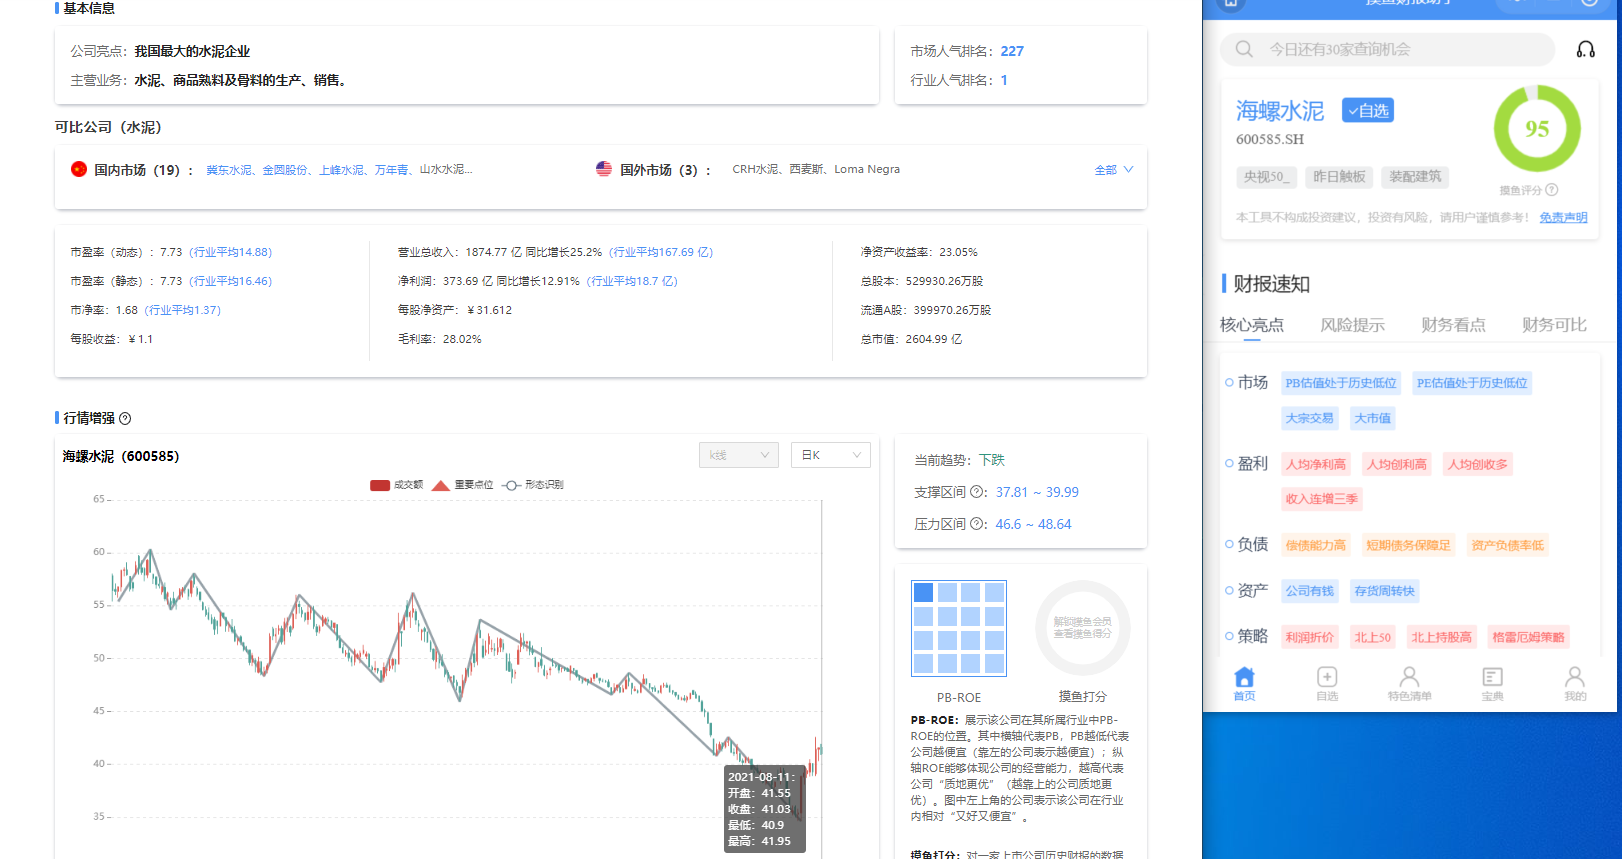 基本信息
公司亮点：我国最大的水泥企业
主营业务：水泥、商品熟料及骨料的生产、销售。
市场人气排名：227
行业人气排名：1
可比公司（水泥）
国内市场（19）： 冀东水泥、金圆股份、上峰水泥、万年青、山水水泥...
国外市场（3）： CRH水泥、西麦斯、Loma Negra
全部
市盈率（动态）：7.73（行业平均14.88）
市盈率（静态）：7.73（行业平均16.46）
市净率：1.68（行业平均1.37）
每股收益：￥1.1
营业总收入：1874.77 亿 同比增长25.2%（行业平均167.69 亿）
净利润：373.69 亿 同比增长12.91%（行业平均18.7 亿）
每股净资产：￥31.612
毛利率：28.02%
净资产收益率：23.05%
总股本：529930.26万股
流通A股：399970.26万股
总市值：2604.99 亿
行情增强
海螺水泥（600585）
k线
日K
成交额
重要点位
形态识别
65
60
55
50
45
40
35
2021-08-11：
开盘：41.55
收盘：41.03
最低：40.9
最高：41.95
当前趋势：下跌
支撑区间：37.81 ~ 39.99
压力区间：46.6 ~ 48.64
解锁摸鱼会员
查看摸鱼得分
PB-ROE
摸鱼打分
PB-ROE：展示该公司在其所属行业中PB-
ROE的位置。其中横轴代表PB，PB越低代表
公司越便宜（靠左的公司表示越便宜）；纵
轴ROE能够体现公司的经营能力，越高代表
公司“质地更优”（越靠上的公司质地更
优）。图中左上角的公司表示该公司在行业
内相对“又好又便宜”。
摸鱼打分：对一家上市公司历史财报的数据
摸鱼财报助手
今日还有30家查询机会
海螺水泥
自选
600585.SH
95
央视50_
昨日触板
装配建筑
摸鱼评分
本工具不构成投资建议，投资有风险，请用户谨慎参考！ 免责声明
财报速知
核心亮点
风险提示
财务看点
财务可比
市场
PB估值处于历史低位
PE估值处于历史低位
大宗交易
大市值
盈利
人均净利高
人均创利高
人均创收多
收入连增三季
负债
偿债能力高
短期债务保障足
资产负债率低
资产
公司有钱
存货周转快
策略
利润折价
北上50
北上持股高
格雷厄姆策略
首页
自选
特色清单
宝典
我的